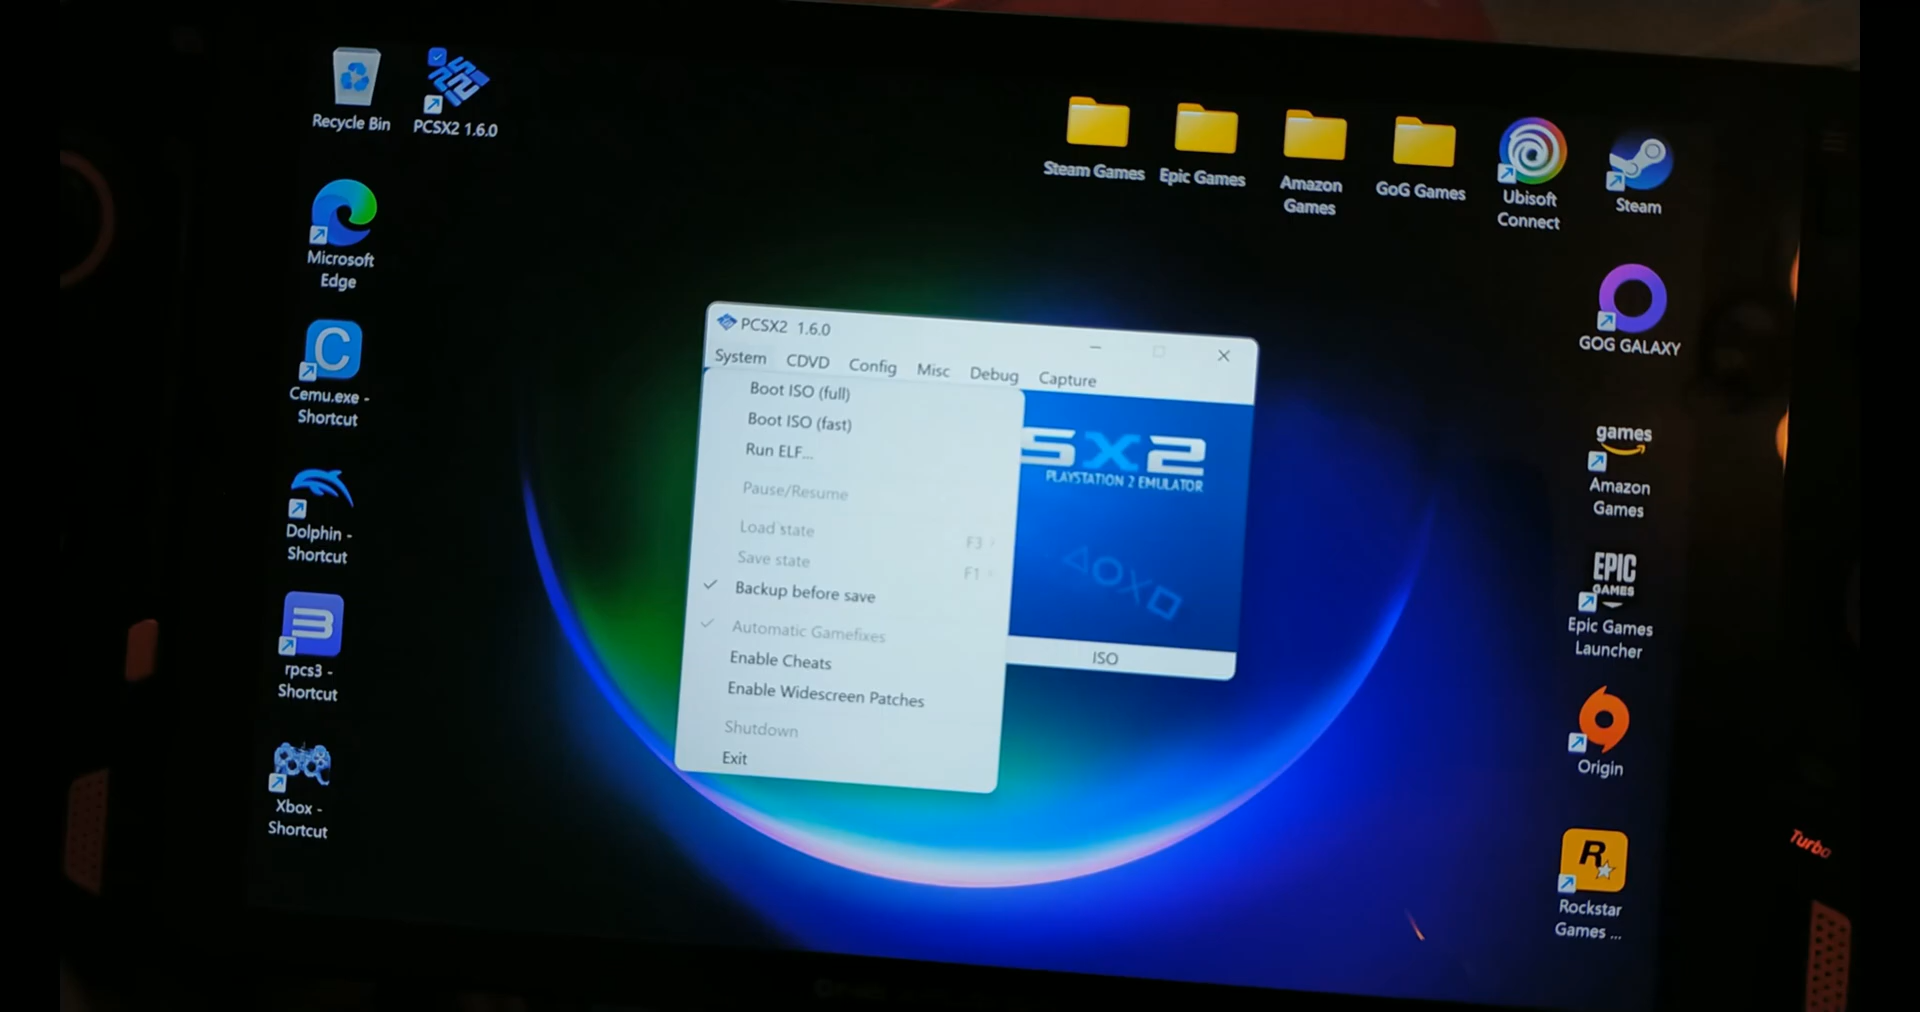 Recycle Bin
PCSX2 1.6.0
Microsoft
Edge
Cemu.exe -
Shortcut
Dolphin -
Shortcut
rpcs3 -
Shortcut
Xbox -
Shortcut
Steam Games
Epic Games
Amazon
Games
GoG Games
Ubisoft
Connect
Steam
GOG GALAXY
games
Amazon
Games
EPIC
GAMES
Epic Games
Launcher
Origin
R
Rockstar
Games ...
PCSX2 1.6.0
System CDVD Config Misc Debug Capture
Boot ISO (full)
Boot ISO (fast)
Run ELF...
Pause/Resume
Load state F3
Save state F1
Backup before save
Automatic Gamefixes
Enable Cheats
Enable Widescreen Patches
Shutdown
Exit
SX2
PLAYSTATION 2 EMULATOR
ISO
Turbo